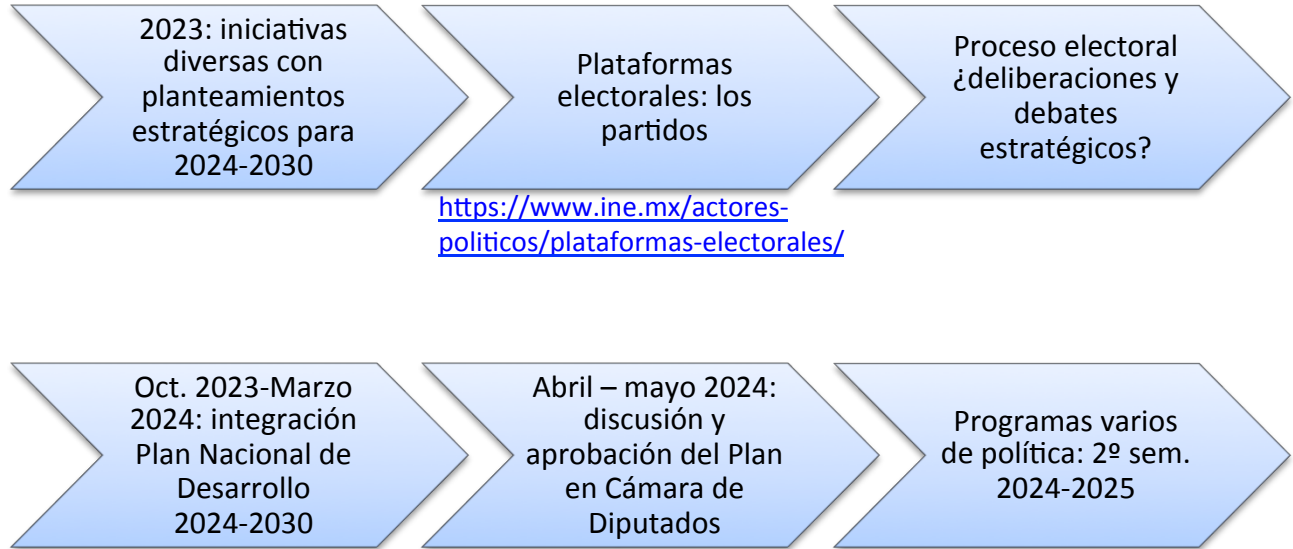 2023: iniciativas
diversas con
planteamientos
estratégicos para
2024-2030
Plataformas
electorales: los
partidos
Proceso electoral
¿deliberaciones y
debates
estratégicos?
https://www.ine.mx/actores-
politicos/plataformas-electorales/
Oct. 2023-Marzo
2024: integración
Plan Nacional de
Desarrollo
2024-2030
Abril – mayo 2024:
discusión y
aprobación del Plan
en Cámara de
Diputados
Programas varios
de política: 2º sem.
2024-2025